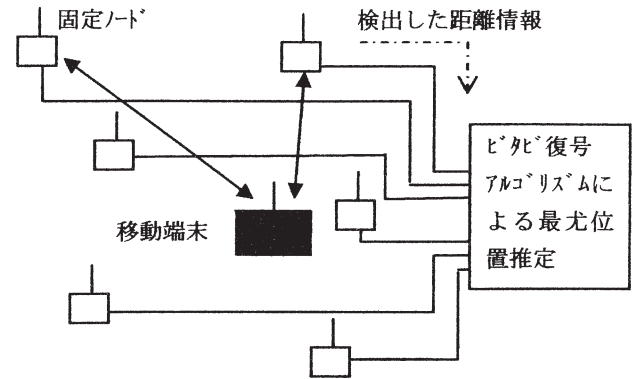 固定ﾉｰﾄﾞ
検出した距離情報
ﾋﾞﾀﾋﾞ復号
ｱﾙｺﾞﾘｽﾞﾑに
よる最尤位
置推定
移動端末